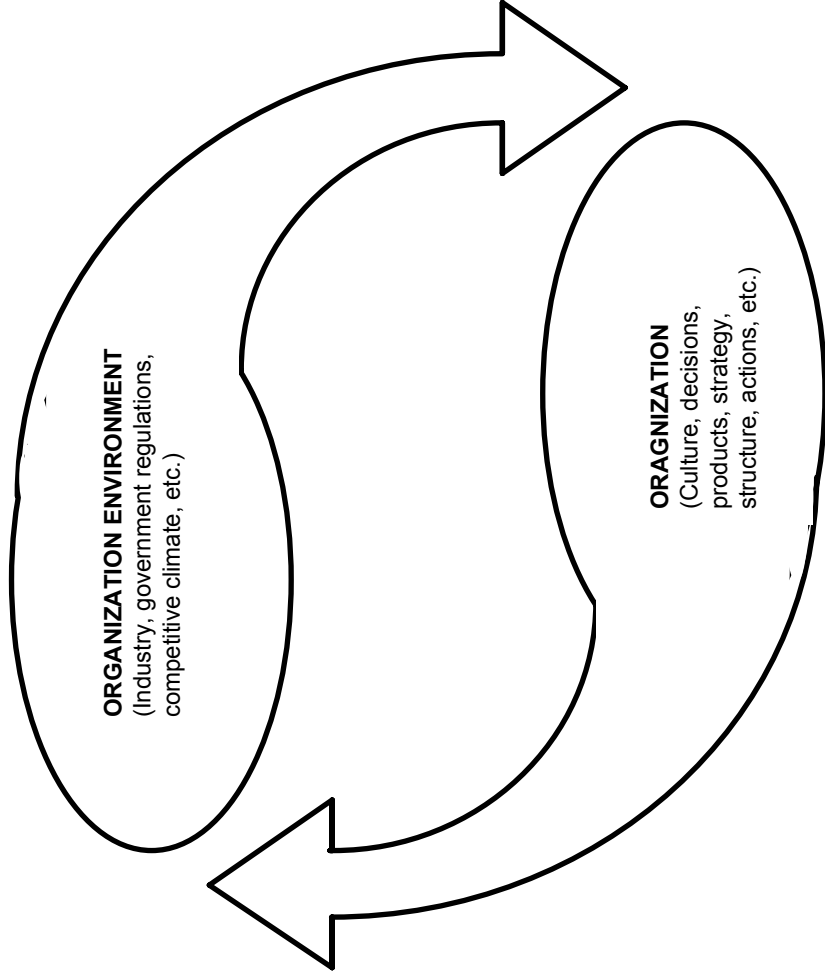 ORGANIZATION ENVIRONMENT
(Industry, government regulations,
competitive climate, etc.)
ORAGNIZATION
(Culture, decisions,
products, strategy,
structure, actions, etc.)